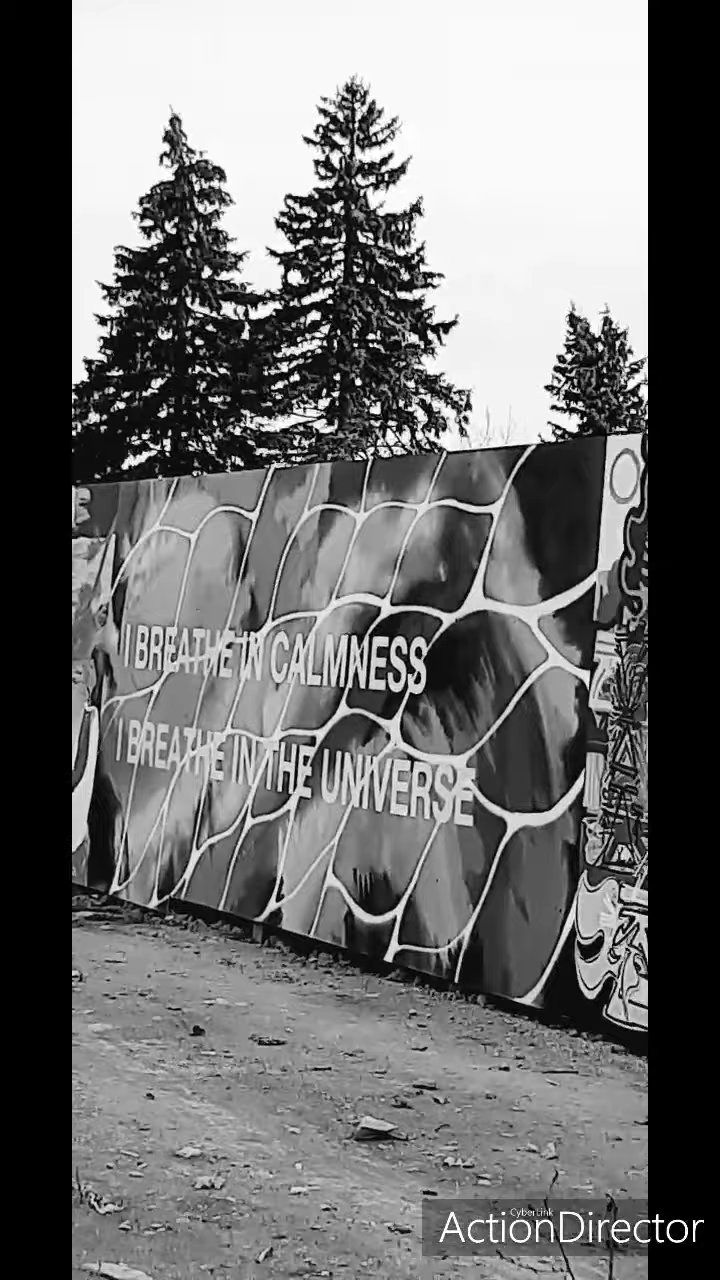 I BREATHE IN CALMNESS
I BREATHE IN THE UNIVERSE
CyberLink
ActionDirector